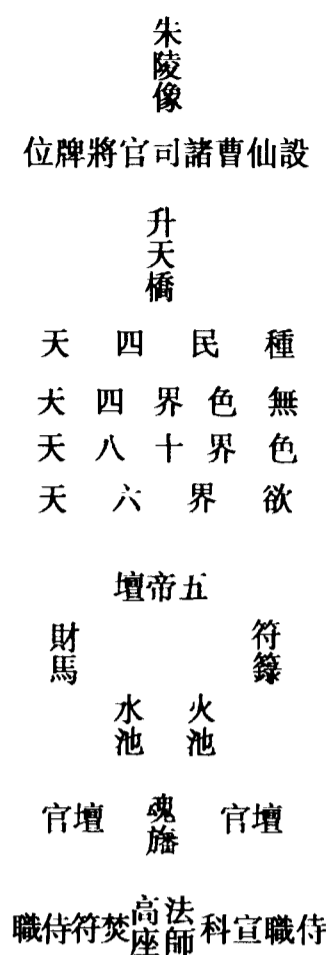 朱陵像
設仙曹諸司官將牌位
升天橋
種民四天
無色界四天
色界十八天
欲界六天
五帝壇
符籙
財馬
火池
水池
壇官
魂旛
壇官
侍職宣科
法師高座
焚符侍職